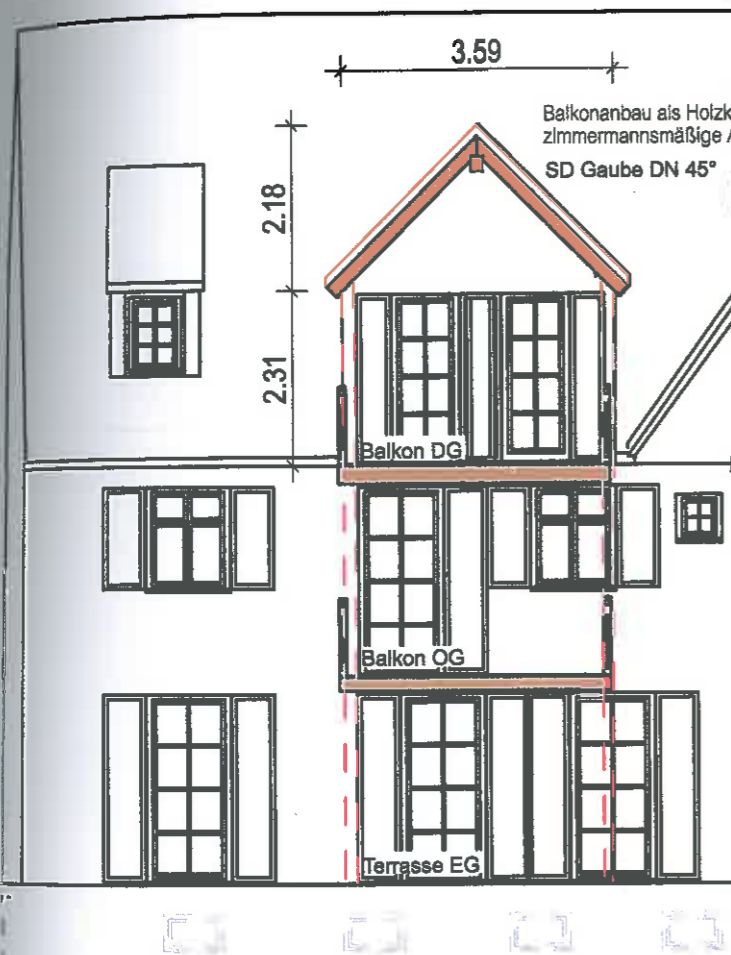 3.59
Balkonanbau als
zimmermannsmäßige
SD Gaube DN 45°
2.18
2.31
Balkon DG
Balkon OG
Terrasse EG